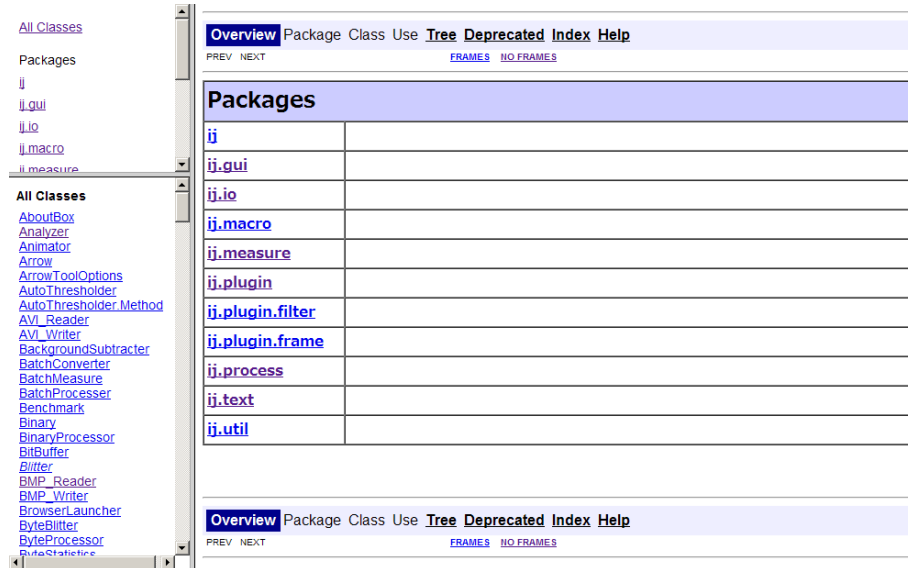 All Classes
Packages
ij
ij.gui
ij.io
ij.macro
ij.measure
All Classes
AboutBox
Analyzer
Animator
Arrow
ArrowToolOptions
AutoThresholder
AutoThresholder.Method
AVI_Reader
AVI_Writer
BackgroundSubtracter
BatchConverter
BatchMeasure
BatchProcesser
Benchmark
Binary
BinaryProcessor
BitBuffer
Blitter
BMP_Reader
BMP_Writer
BrowserLauncher
ByteBlitter
ByteProcessor
ByteStatistics
Overview Package Class Use Tree Deprecated Index Help
PREV NEXT FRAMES NO FRAMES
Packages
ij
ij.gui
ij.io
ij.macro
ij.measure
ij.plugin
ij.plugin.filter
ij.plugin.frame
ij.process
ij.text
ij.util
Overview Package Class Use Tree Deprecated Index Help
PREV NEXT FRAMES NO FRAMES